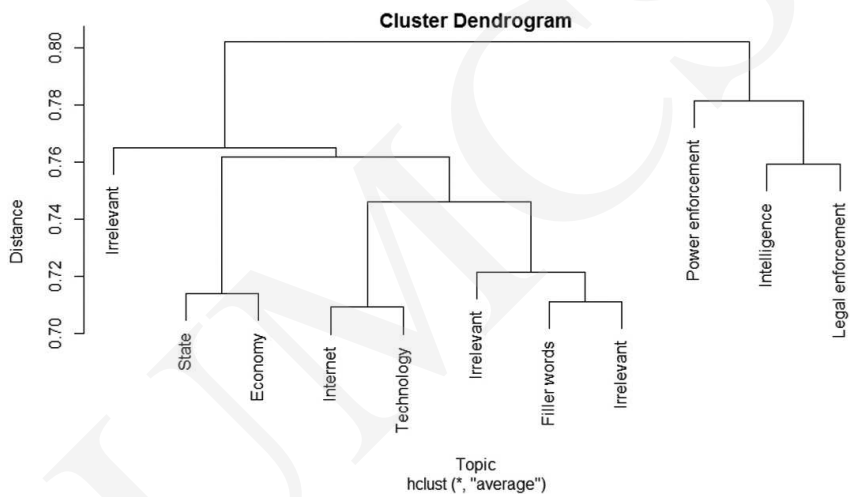 Cluster Dendrogram
Distance
0.80
0.78
0.76
0.74
0.72
0.70
Irrelevant
State
Economy
Internet
Technology
Irrelevant
Filler words
Irrelevant
Power enforcement
Intelligence
Legal enforcement
Topic
hclust (*, "average")
UMCS